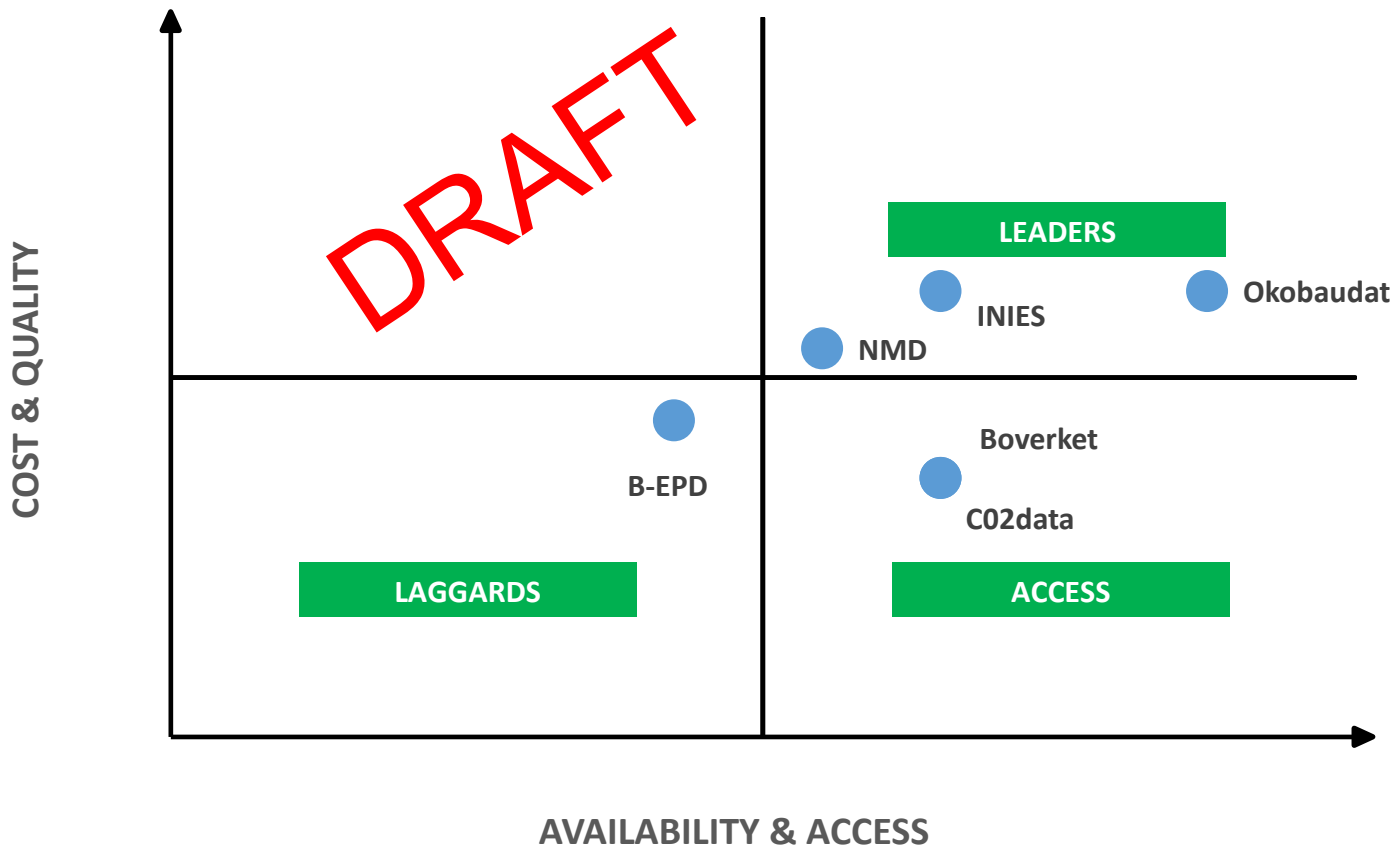 DRAFT
LEADERS
Okobaudat
INIES
NMD
COST & QUALITY
Boverket
B-EPD
C02data
LAGGARDS
ACCESS
AVAILABILITY & ACCESS